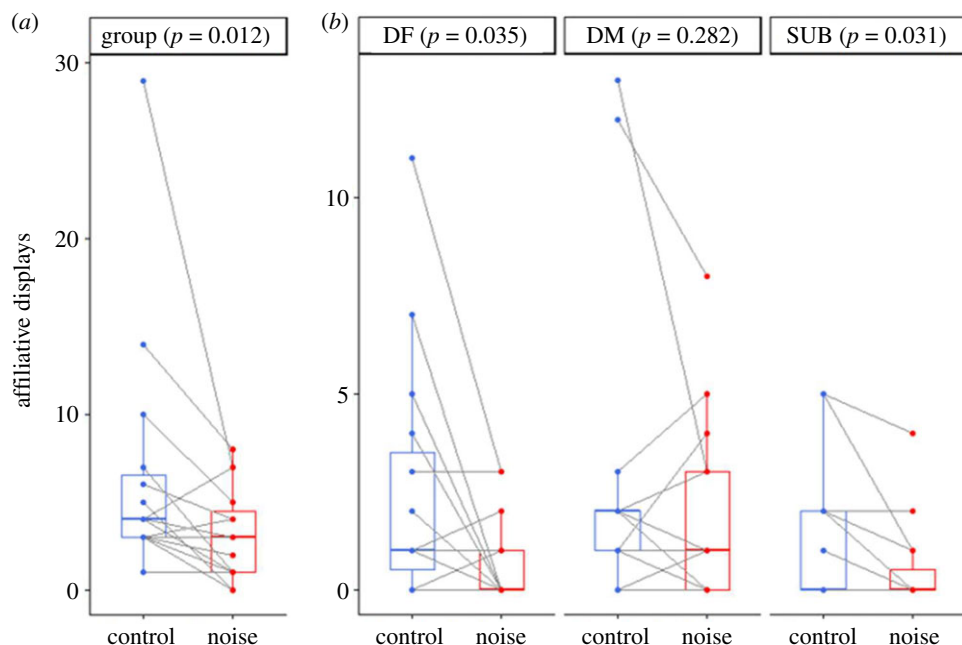 (a)
group (p = 0.012)
(b)
DF (p = 0.035)
DM (p = 0.282)
SUB (p = 0.031)
affiliative displays
30
20
10
0
10
5
0
control noise
control noise
control noise
control noise